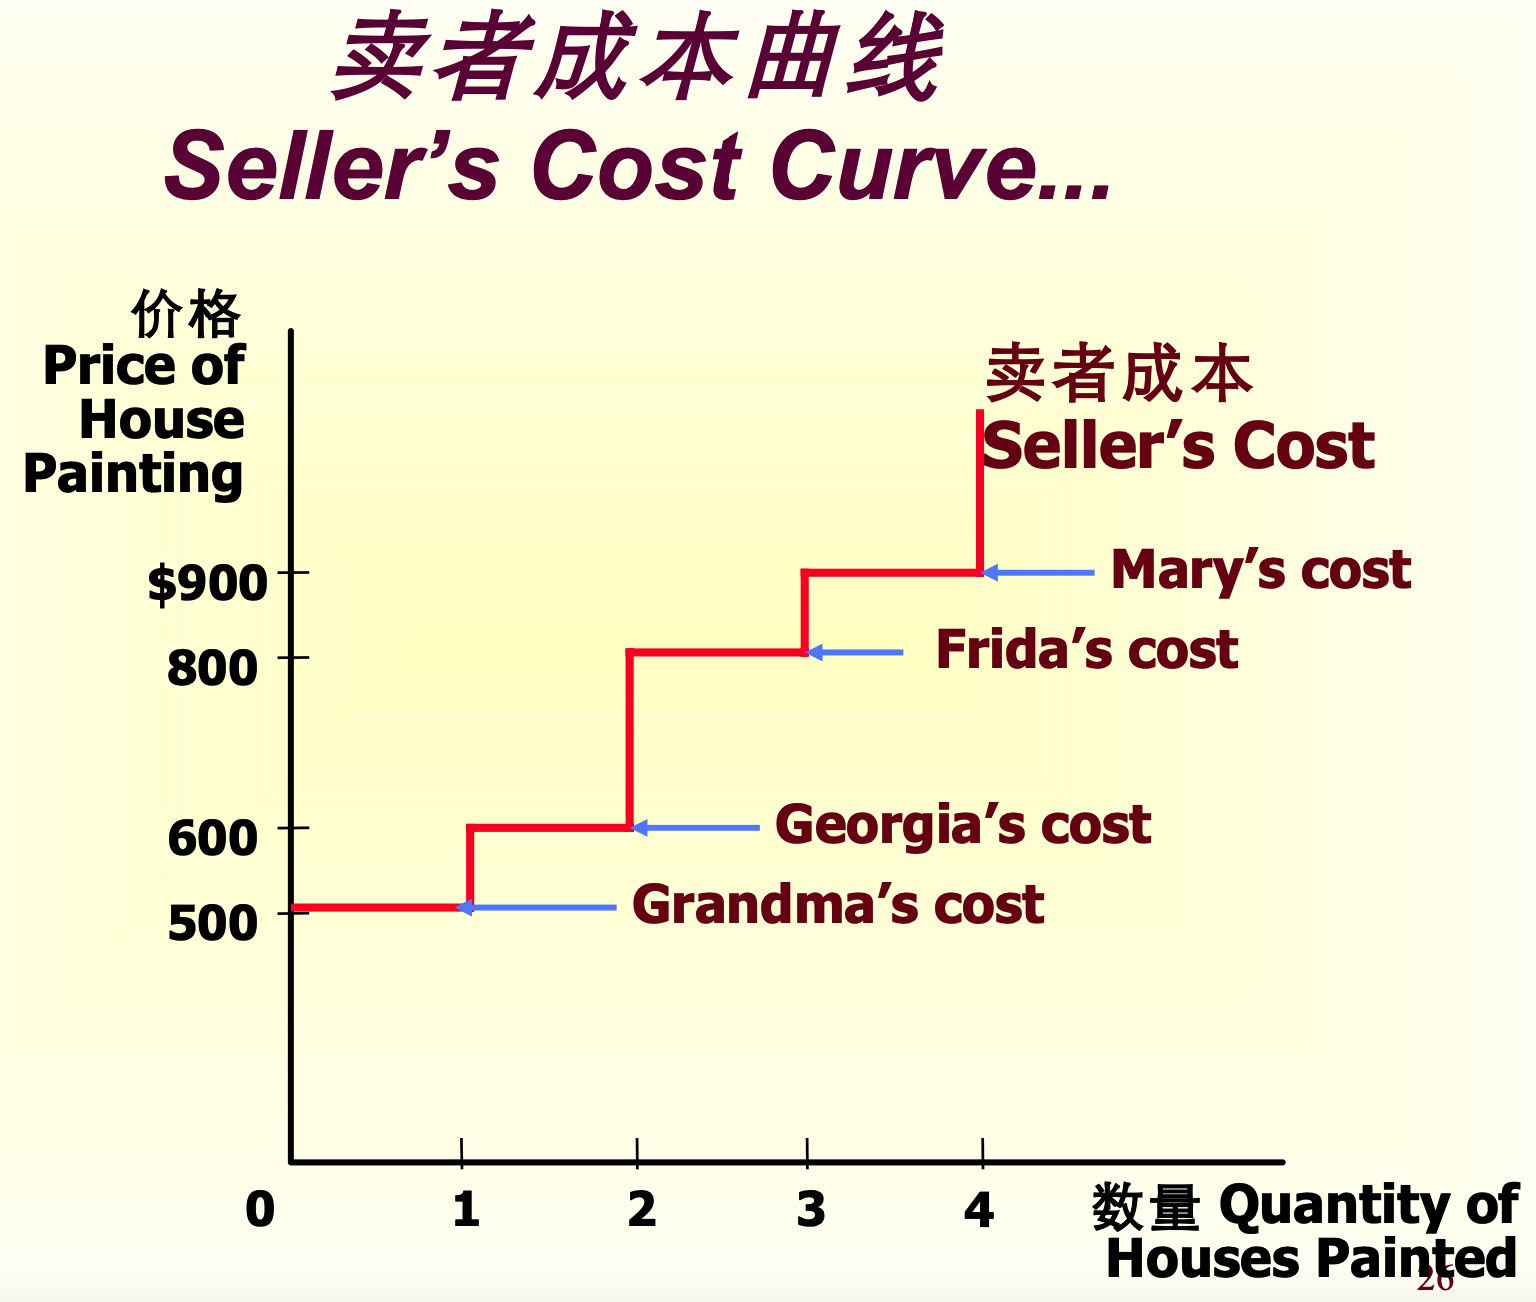 卖者成本曲线
Seller’s Cost Curve...
价格
Price of
House
Painting
卖者成本
Seller’s Cost
$900
Mary’s cost
800
Frida’s cost
600
Georgia’s cost
500
Grandma’s cost
0 1 2 3 4
数量 Quantity of
Houses Painted
26